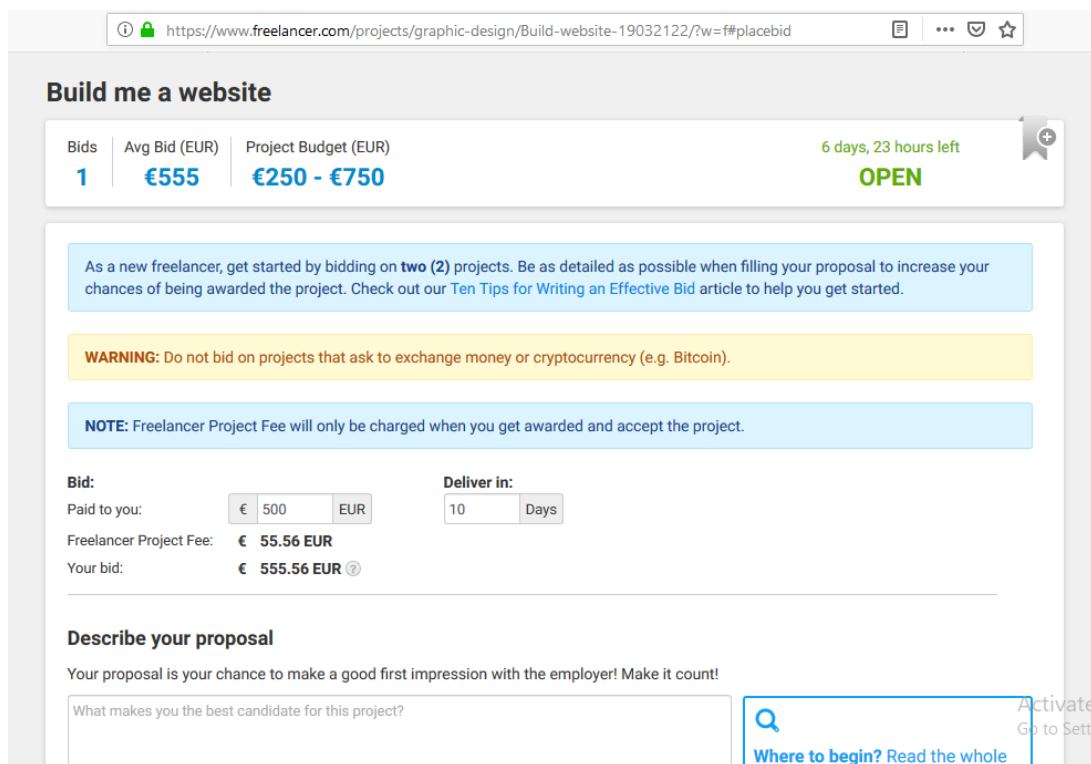 https://www.freelancer.com/projects/graphic-design/Build-website-19032122/?w=f#placebid
Build me a website
Bids Avg Bid (EUR) Project Budget (EUR) 6 days, 23 hours left
1 €555 €250 - €750 OPEN
As a new freelancer, get started by bidding on two (2) projects. Be as detailed as possible when filling your proposal to increase your
chances of being awarded the project. Check out our Ten Tips for Writing an Effective Bid article to help you get started.
WARNING: Do not bid on projects that ask to exchange money or cryptocurrency (e.g. Bitcoin).
NOTE: Freelancer Project Fee will only be charged when you get awarded and accept the project.
Bid: Deliver in:
Paid to you: € 500 EUR 10 Days
Freelancer Project Fee: € 55.56 EUR
Your bid: € 555.56 EUR ?
Describe your proposal
Your proposal is your chance to make a good first impression with the employer! Make it count!
What makes you the best candidate for this project?
Activate
Go to Sett
Where to begin? Read the whole